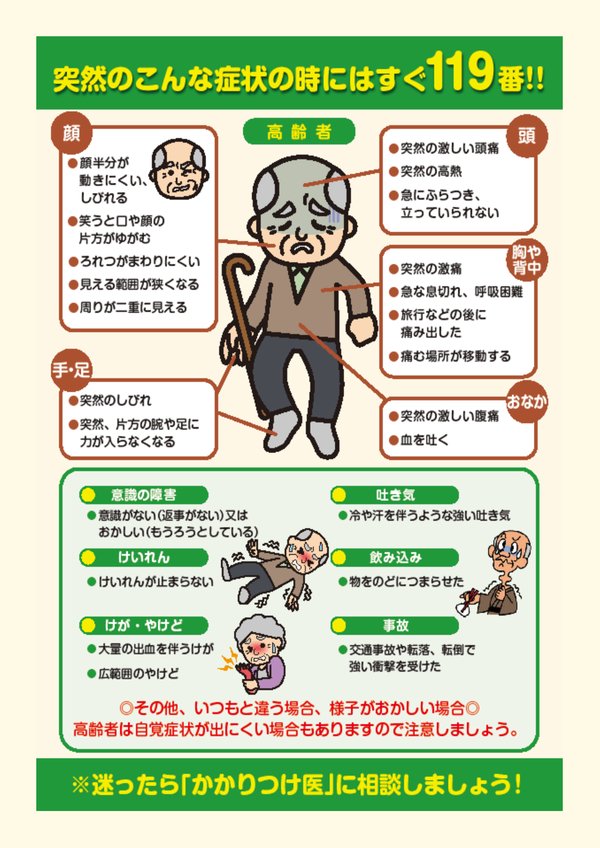 突然のこんな症状の時にはすぐ119番!!
高齢者
顔
●顔半分が
動きにくい、
しびれる
●笑うと口や顔の
片方がゆがむ
●ろれつがまわりにくい
●見える範囲が狭くなる
●周りが二重に見える
頭
●突然の激しい頭痛
●突然の高熱
●急にふらつき、
立っていられない
胸や
背中
●突然の激痛
●急な息切れ、呼吸困難
●旅行などの後に
痛み出した
●痛む場所が移動する
手・足
●突然のしびれ
●突然、片方の腕や足に
力が入らなくなる
おなか
●突然の激しい腹痛
●血を吐く
意識の障害
●意識がない(返事がない)又は
おかしい(もうろうとしている)
吐き気
●冷や汗を伴うような強い吐き気
けいれん
●けいれんが止まらない
飲み込み
●物をのどにつまらせた
けが・やけど
●大量の出血を伴うけが
●広範囲のやけど
事故
●交通事故や転落、転倒で
強い衝撃を受けた
◎その他、いつもと違う場合、様子がおかしい場合◎
高齢者は自覚症状が出にくい場合もありますので注意しましょう。
※迷ったら「かかりつけ医」に相談しましょう!